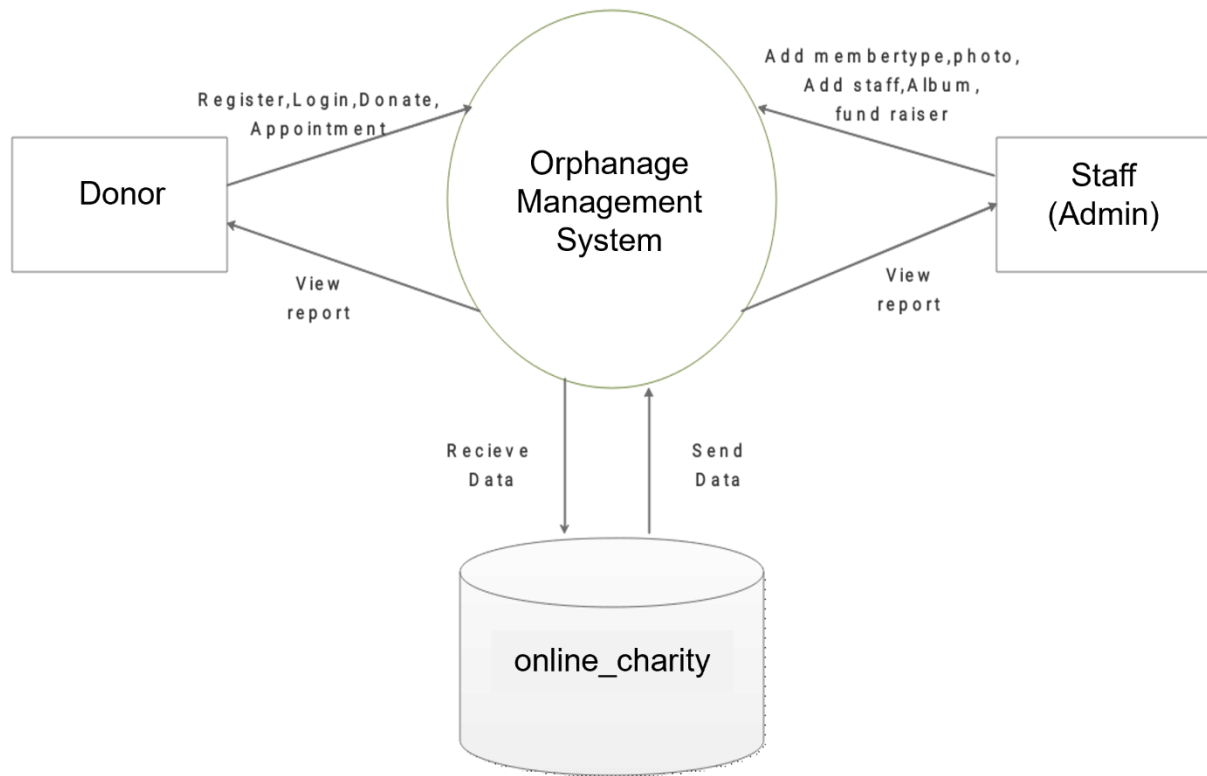 Register,Login,Donate,
Appointment
Donor
View
report
Orphanage
Management
System
Add membertype,photo,
Add staff,Album,
fund raiser
Staff
(Admin)
View
report
Recieve
Data
Send
Data
online_charity